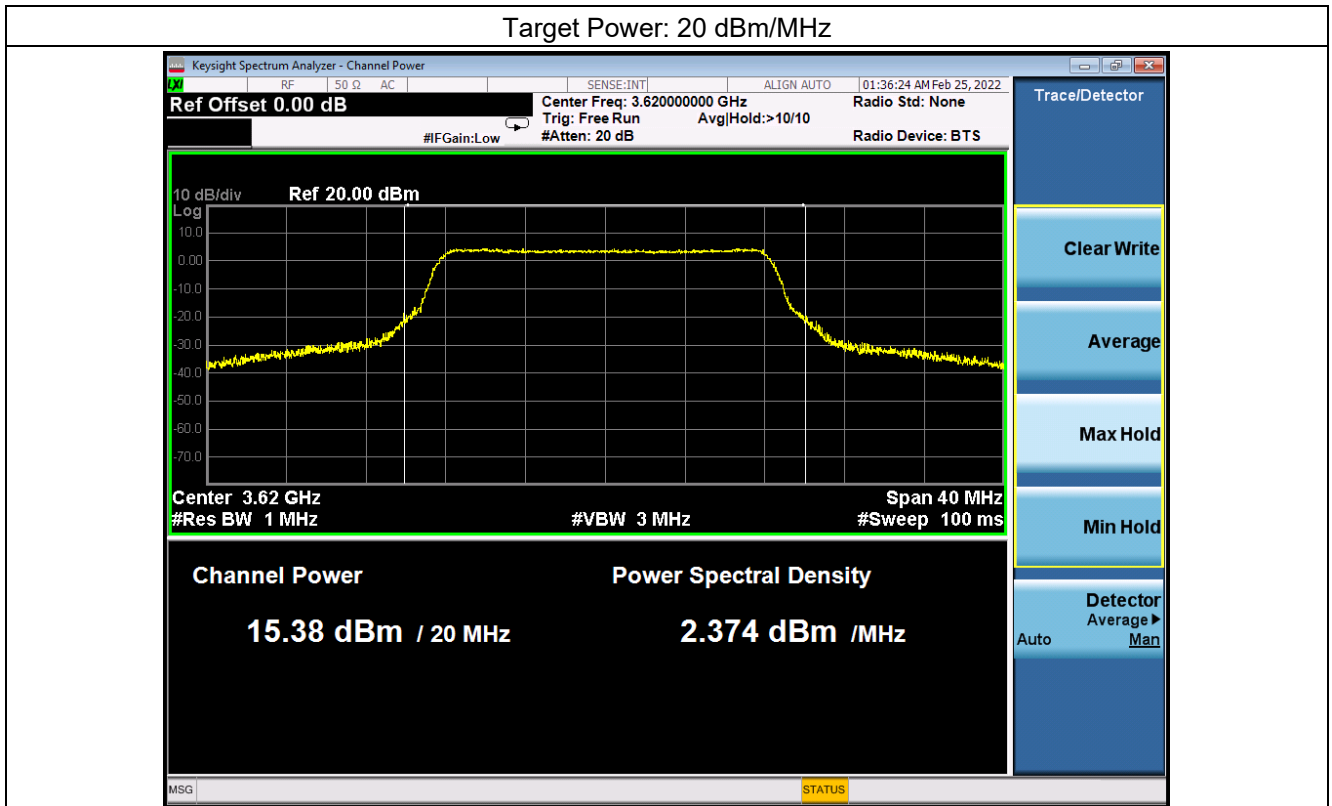 Target Power: 20 dBm/MHz
Keysight Spectrum Analyzer - Channel Power
LXI RF 50 Ω AC SENSE:INT ALIGN AUTO 01:36:24 AM Feb 25, 2022
Ref Offset 0.00 dB Center Freq: 3.620000000 GHz Radio Std: None
Trig: Free Run Avg|Hold:>10/10
#IFGain:Low #Atten: 20 dB Radio Device: BTS
10 dB/div Ref 20.00 dBm
Log
10.0
0.00
-10.0
-20.0
-30.0
-40.0
-50.0
-60.0
-70.0
Center 3.62 GHz Span 40 MHz
#Res BW 1 MHz #VBW 3 MHz #Sweep 100 ms
Channel Power Power Spectral Density
15.38 dBm / 20 MHz 2.374 dBm /MHz
Trace/Detector
Clear Write
Average
Max Hold
Min Hold
Detector
Average▶
Auto Man
MSG STATUS